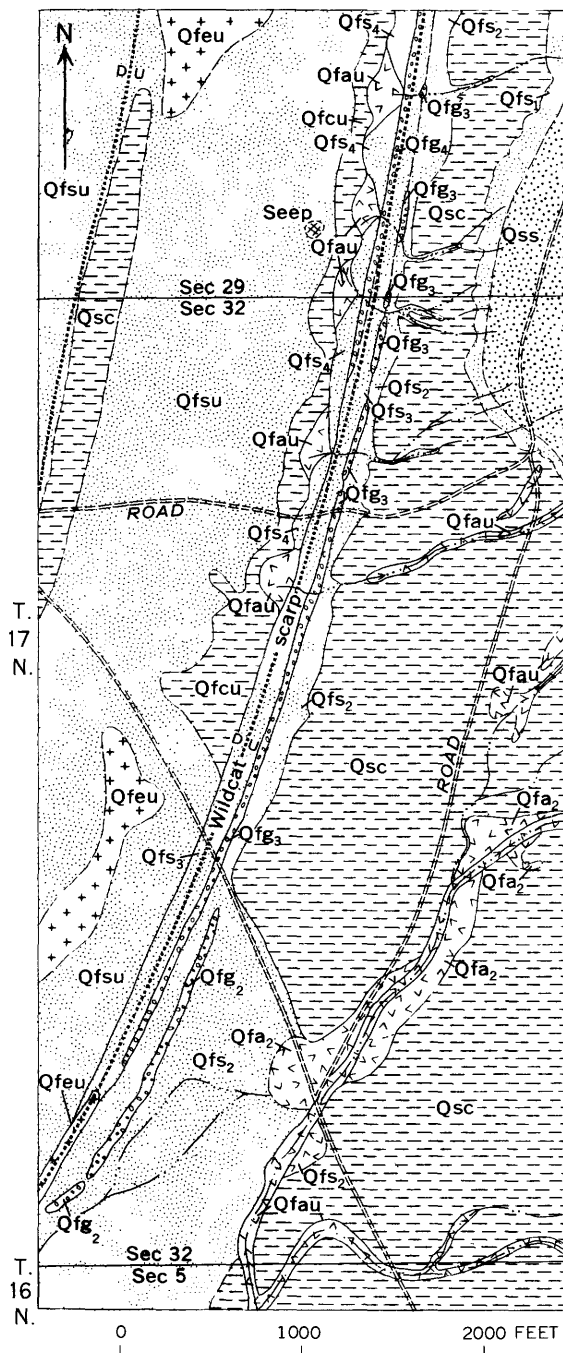 Qfs4
Qfs2
N
Qfeu
D U
Qfau
Qfg3
Qfs1
Qfcu
Qfs4
Qfg4
Qfsu
Qfg3
Seep
Qsc
Qss
Qfau
Sec 29
Sec 32
Qfg3
Qsc
Qfg3
Qfs4
Qfs2
Qfsu
Qfs3
Qfau
Qfg3
ROAD
Qfau
Qfs4
Qfau
T.
17
N.
scarp
Qfau
Qfcu
Qfs2
Qsc
ROAD
D U
Wildcat
Qfeu
Qfa2
Qfg3
Qfs3
Qfa2
Qfg2
Qfa2
Qfsu
Qfa2
Qfs2
Qfeu
Qsc
Qfs2
Qfg2
Qfau
Sec 32
Sec 5
T.
16
N.
0 1000 2000 FEET